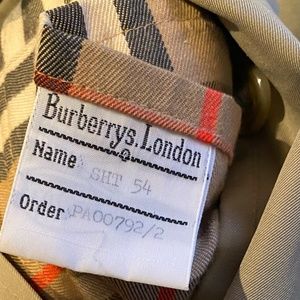 Burberrys. London
Name SHT 54
Order PA00792/2